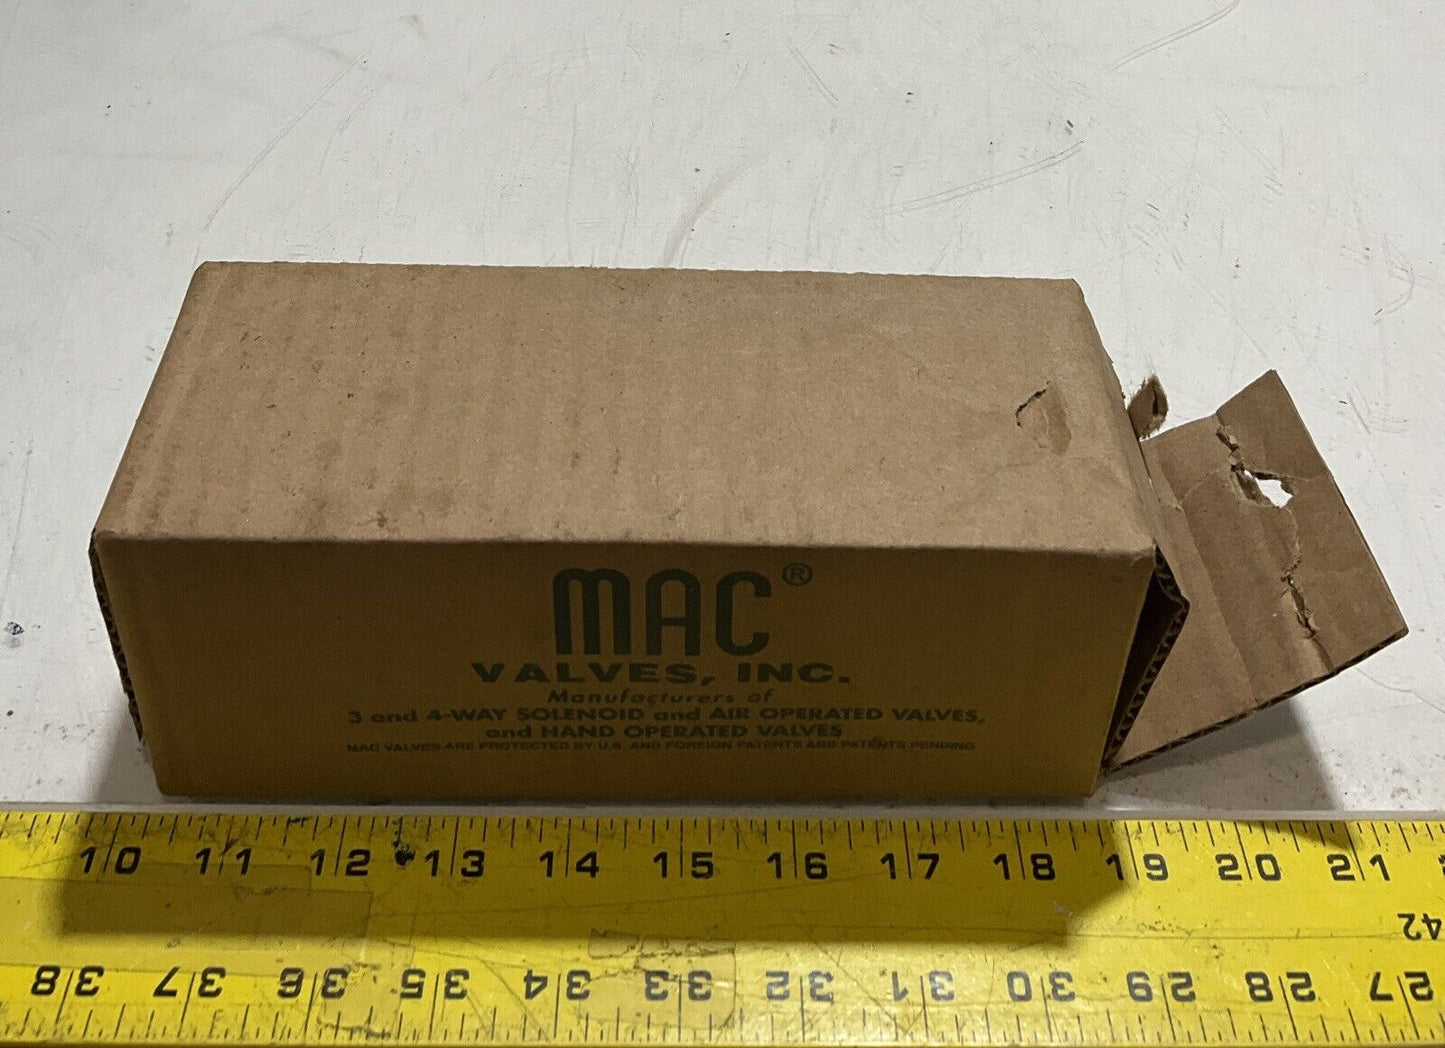 MAC®
VALVES, INC.
Manufacturers of
3 and 4-WAY SOLENOID and AIR OPERATED VALVES,
and HAND OPERATED VALVES
MAC VALVES ARE PROTECTED BY U.S. AND FOREIGN PATENTS AND PATENTS PENDING
10 11 12 13 14 15 16 17 18 19 20 21
42
38 37 36 35 34 33 32 31 30 29 28 27